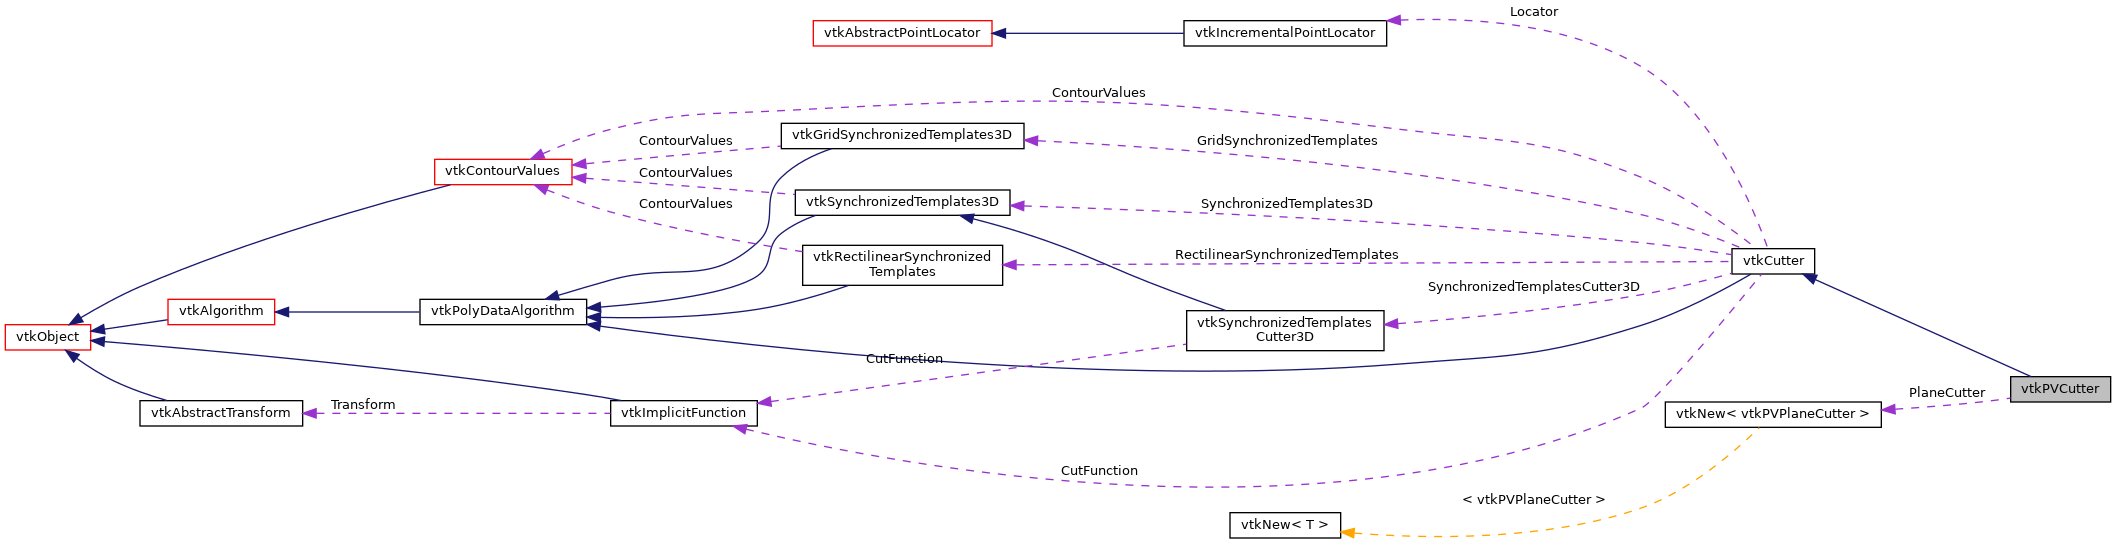 Locator
vtkAbstractPointLocator
vtkIncrementalPointLocator
ContourValues
vtkGridSynchronizedTemplates3D
ContourValues
GridSynchronizedTemplates
vtkContourValues
ContourValues
vtkSynchronizedTemplates3D
ContourValues
SynchronizedTemplates3D
vtkRectilinearSynchronized
Templates
RectilinearSynchronizedTemplates
vtkCutter
SynchronizedTemplatesCutter3D
vtkAlgorithm
vtkPolyDataAlgorithm
vtkSynchronizedTemplates
Cutter3D
vtkObject
CutFunction
vtkPVCutter
PlaneCutter
vtkAbstractTransform
Transform
vtkImplicitFunction
vtkNew< vtkPVPlaneCutter >
CutFunction
< vtkPVPlaneCutter >
vtkNew< T >